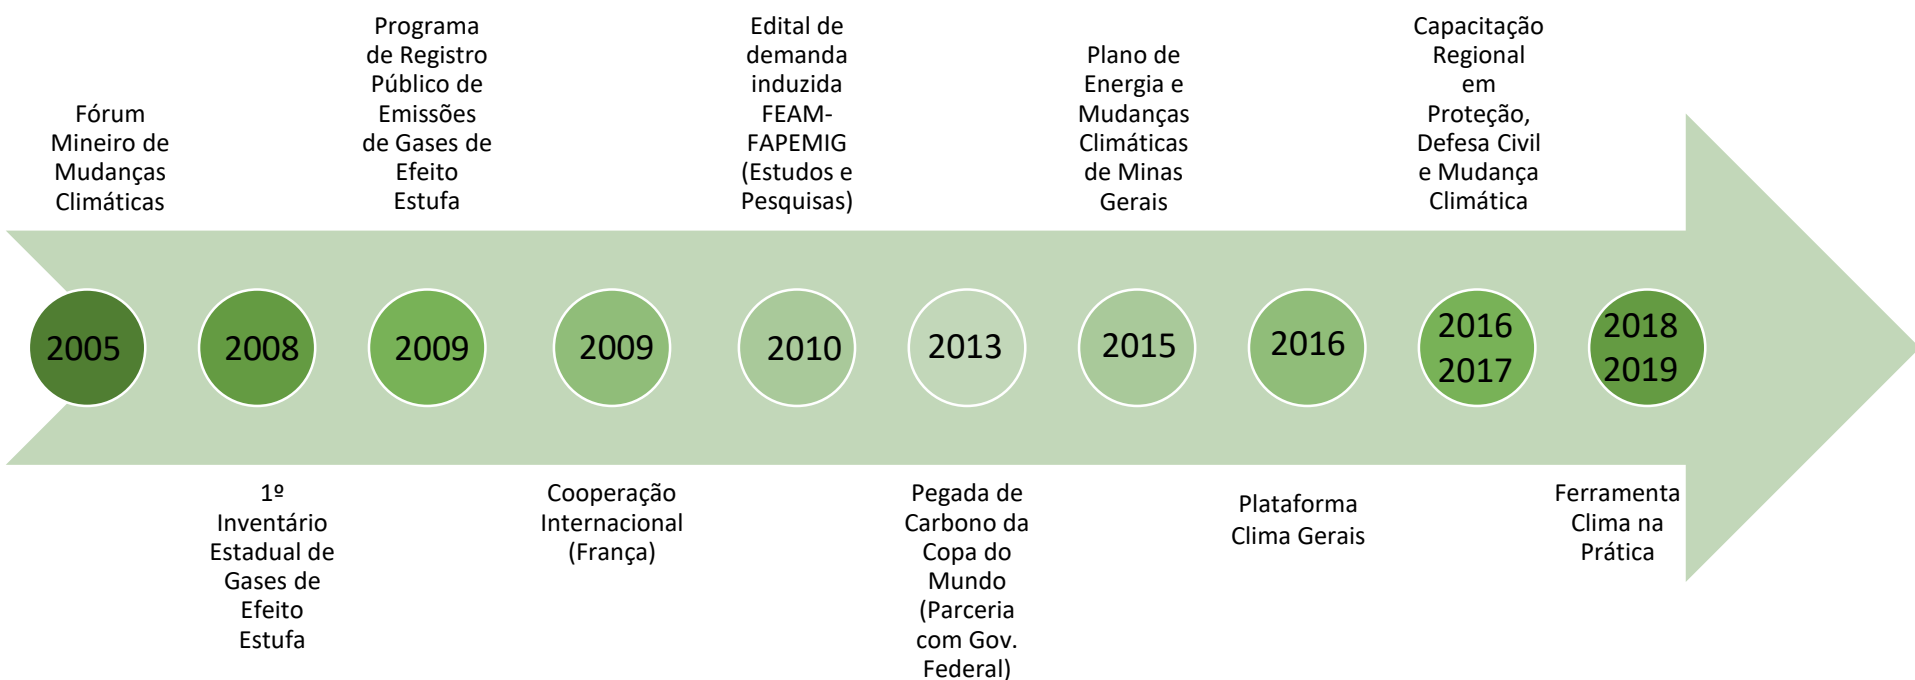 Fórum
Mineiro de
Mudanças
Climáticas
Programa
de Registro
Público de
Emissões
de Gases de
Efeito
Estufa
Edital de
demanda
induzida
FEAM-
FAPEMIG
(Estudos e
Pesquisas)
Plano de
Energia e
Mudanças
Climáticas
de Minas
Gerais
Capacitação
Regional
em
Proteção,
Defesa Civil
e Mudança
Climática
2005
2008
2009
2009
2010
2013
2015
2016
2016
2017
2018
2019
1º
Inventário
Estadual de
Gases de
Efeito
Estufa
Cooperação
Internacional
(França)
Pegada de
Carbono da
Copa do
Mundo
(Parceria
com Gov.
Federal)
Plataforma
Clima Gerais
Ferramenta
Clima na
Prática